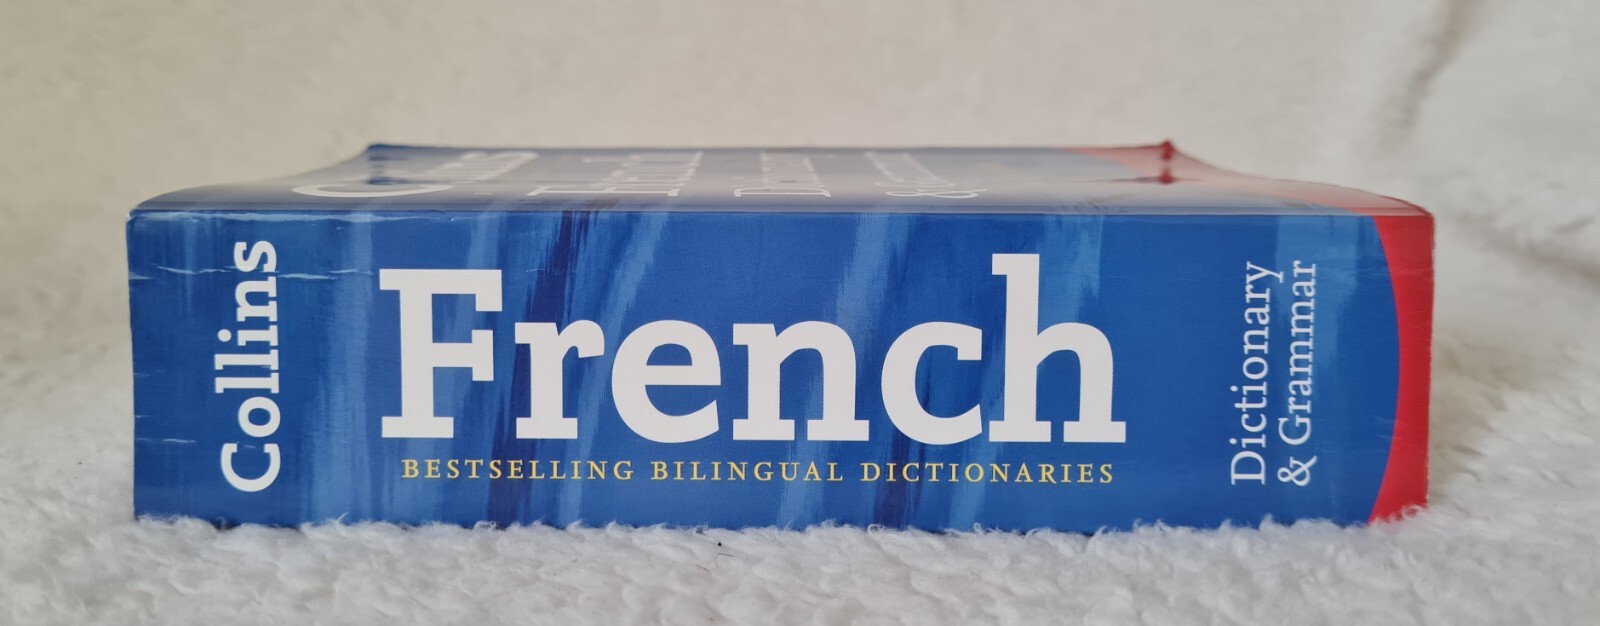 Collins
French
BESTSELLING BILINGUAL DICTIONARIES
Dictionary
& Grammar